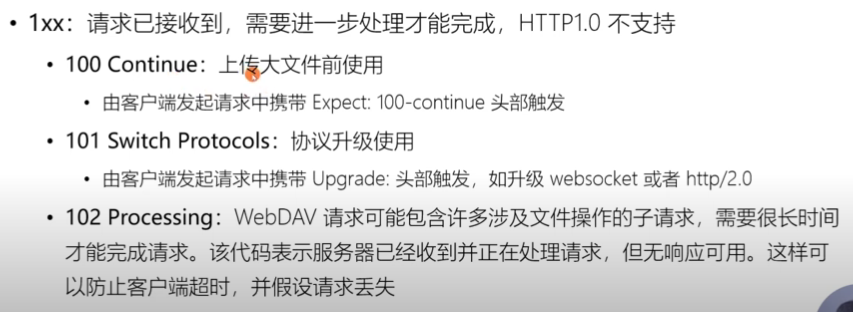 • 1xx：请求已接收到，需要进一步处理才能完成，HTTP1.0 不支持
• 100 Continue：上传大文件前使用
• 由客户端发起请求中携带 Expect: 100-continue 头部触发
• 101 Switch Protocols：协议升级使用
• 由客户端发起请求中携带 Upgrade: 头部触发，如升级 websocket 或者 http/2.0
• 102 Processing：WebDAV 请求可能包含许多涉及文件操作的子请求，需要很长时间
才能完成请求。该代码表示服务器已经收到并正在处理请求，但无响应可用。这样可
以防止客户端超时，并假设请求丢失